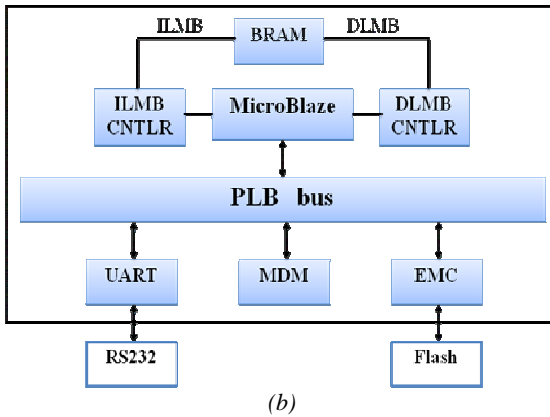 ILMB BRAM DLMB
ILMB CNTLR
MicroBlaze
DLMB CNTLR
PLB bus
UART MDM EMC
RS232 Flash
(b)